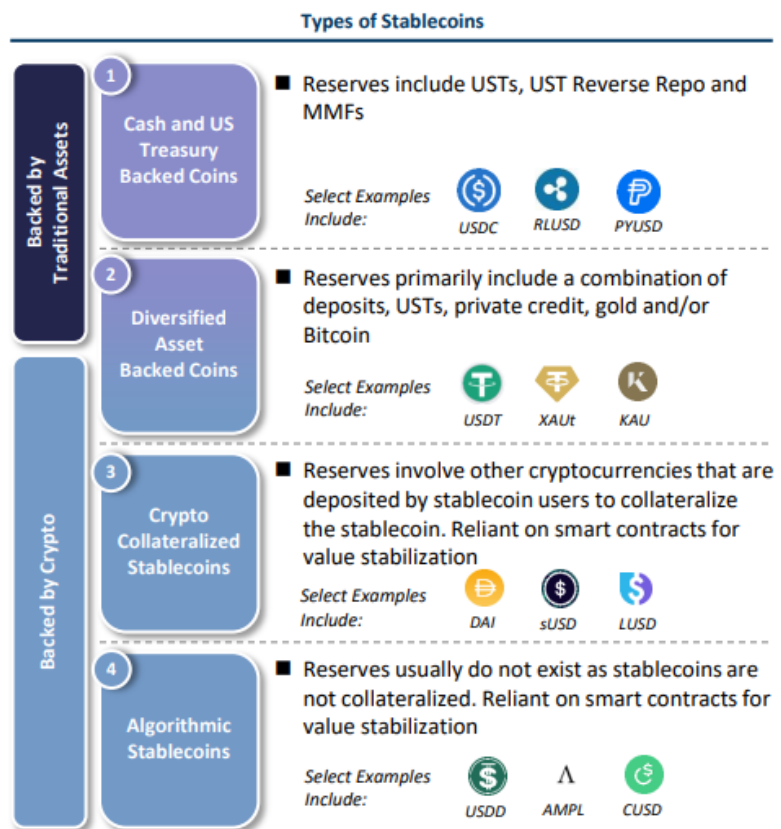 Types of Stablecoins
Backed by
Traditional Assets
1
Cash and US
Treasury
Backed Coins
■ Reserves include USTs, UST Reverse Repo and
MMFs
Select Examples
Include:
USDC
RLUSD
PYUSD
2
Diversified
Asset
Backed Coins
■ Reserves primarily include a combination of
deposits, USTs, private credit, gold and/or
Bitcoin
Select Examples
Include:
USDT
XAUt
KAU
Backed by Crypto
3
Crypto
Collateralized
Stablecoins
■ Reserves involve other cryptocurrencies that are
deposited by stablecoin users to collateralize
the stablecoin. Reliant on smart contracts for
value stabilization
Select Examples
Include:
DAI
sUSD
LUSD
4
Algorithmic
Stablecoins
■ Reserves usually do not exist as stablecoins are
not collateralized. Reliant on smart contracts for
value stabilization
Select Examples
Include:
USDD
AMPL
CUSD